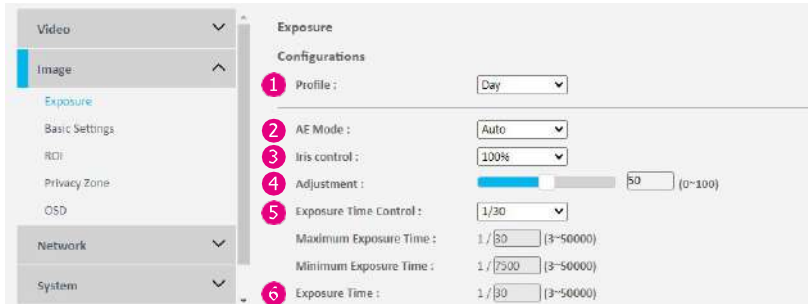 Video
Image
Exposure
Basic Settings
ROI
Privacy Zone
OSD
Network
System
Exposure
Configurations
1 Profile : Day
2 AE Mode : Auto
3 Iris control : 100%
4 Adjustment : 50 (0~100)
5 Exposure Time Control : 1/30
Maximum Exposure Time : 1 / 30 (3~50000)
Minimum Exposure Time : 1 / 7500 (3~50000)
6 Exposure Time : 1 / 30 (3~50000)